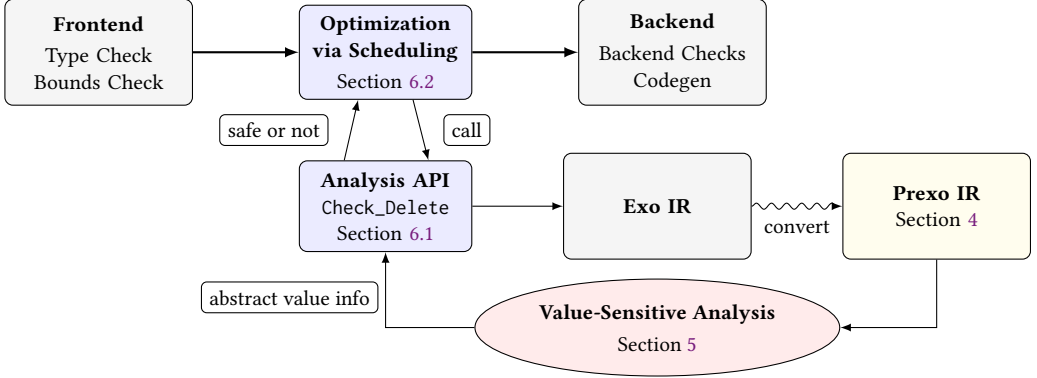 Frontend
Type Check
Bounds Check
Optimization
via Scheduling
Section 6.2
Backend
Backend Checks
Codegen
safe or not
call
Analysis API
Check_Delete
Section 6.1
Exo IR
convert
Prexo IR
Section 4
abstract value info
Value-Sensitive Analysis
Section 5